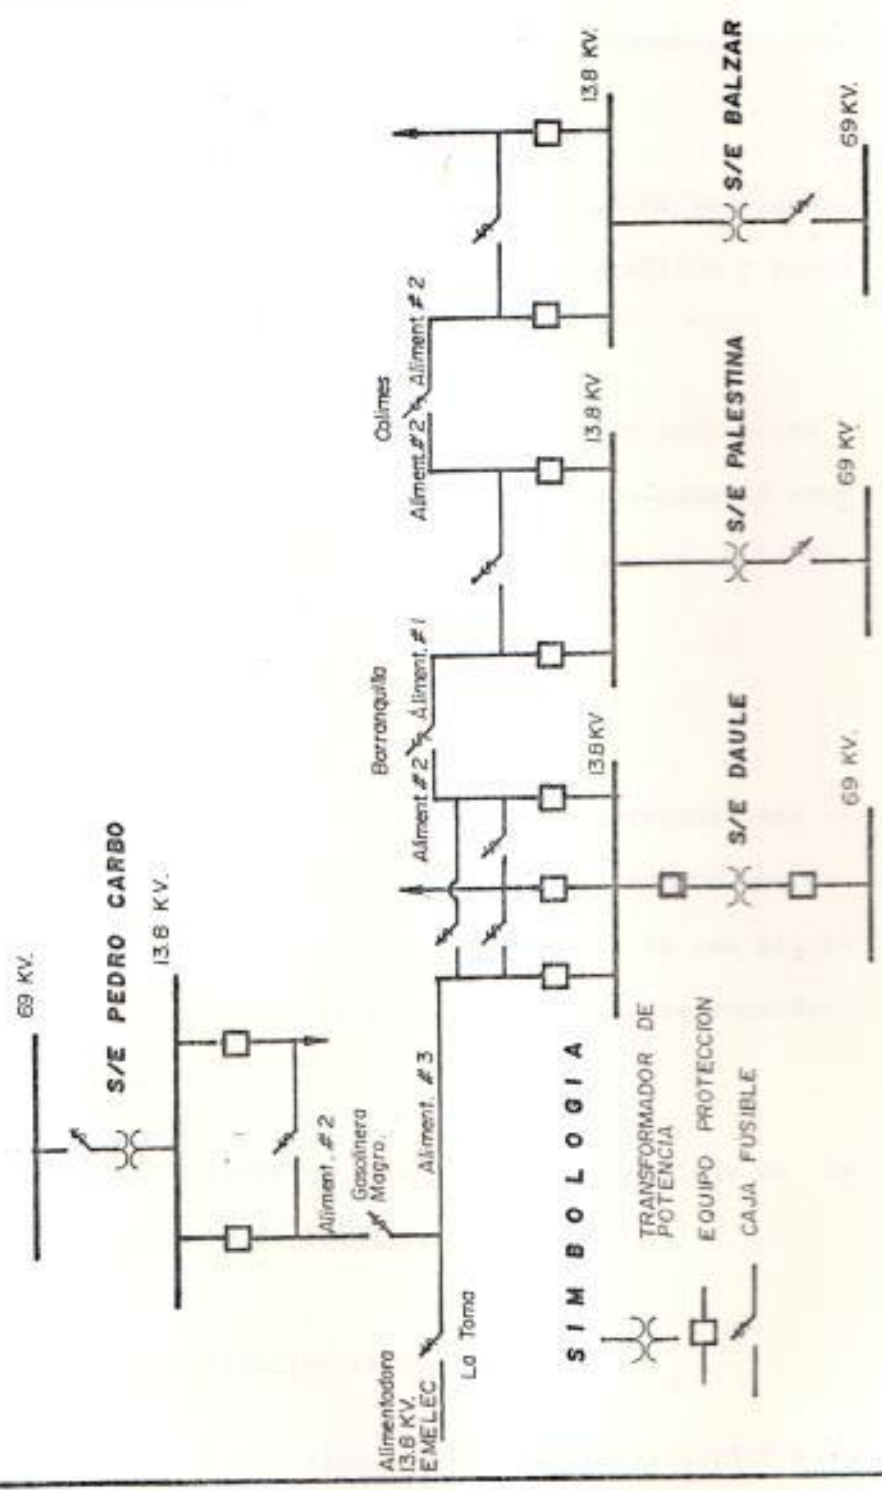 69 KV.
S/E PEDRO CARBO
13.8 KV.
Aliment. #2
Gasolinera
Magro.
Alimentadora
13.8 KV.
EMELEC
La Toma
Aliment. #3
Barranquilla
Aliment. #2
Aliment. #1
Colimes
Aliment. #2
Aliment. #2
13.8 KV
13.8 KV
13.8 KV.
S/E DAULE
S/E PALESTINA
S/E BALZAR
69 KV.
69 KV
69 KV.
SIMBOLOGIA
TRANSFORMADOR DE
POTENCIA
EQUIPO PROTECCION
CAJA FUSIBLE